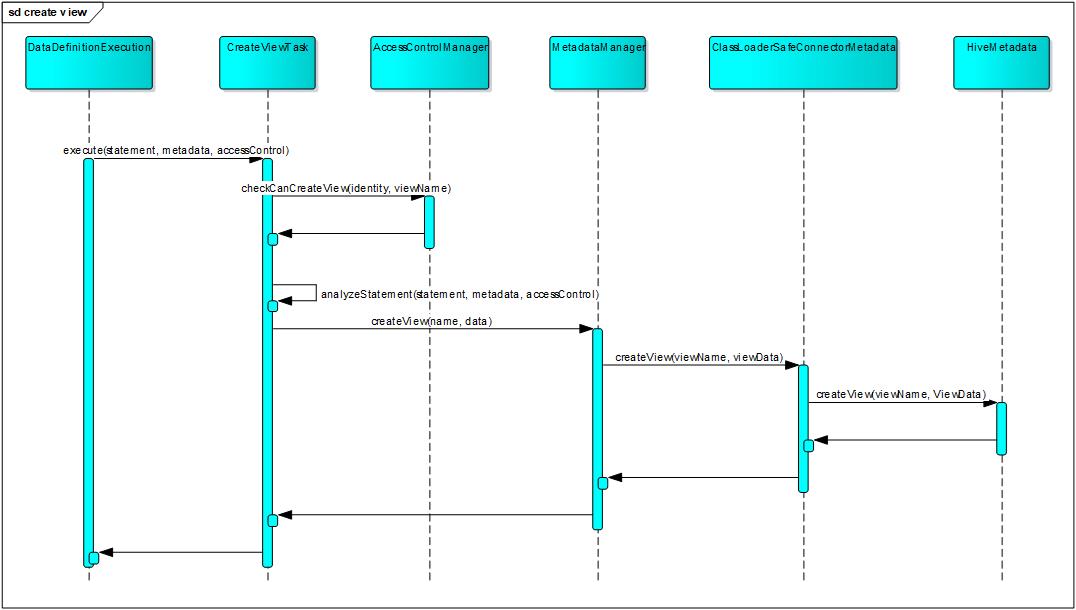 sd create view
DataDefinitionExecution
CreateViewTask
AccessControlManager
MetadataManager
ClassLoaderSafeConnectorMetadata
HiveMetadata
execute(statement, metadata, accessControl)
checkCanCreateView(identity, viewName)
analyzeStatement(statement, metadata, accessControl)
createView(name, data)
createView(viewName, viewData)
createView(viewName, ViewData)